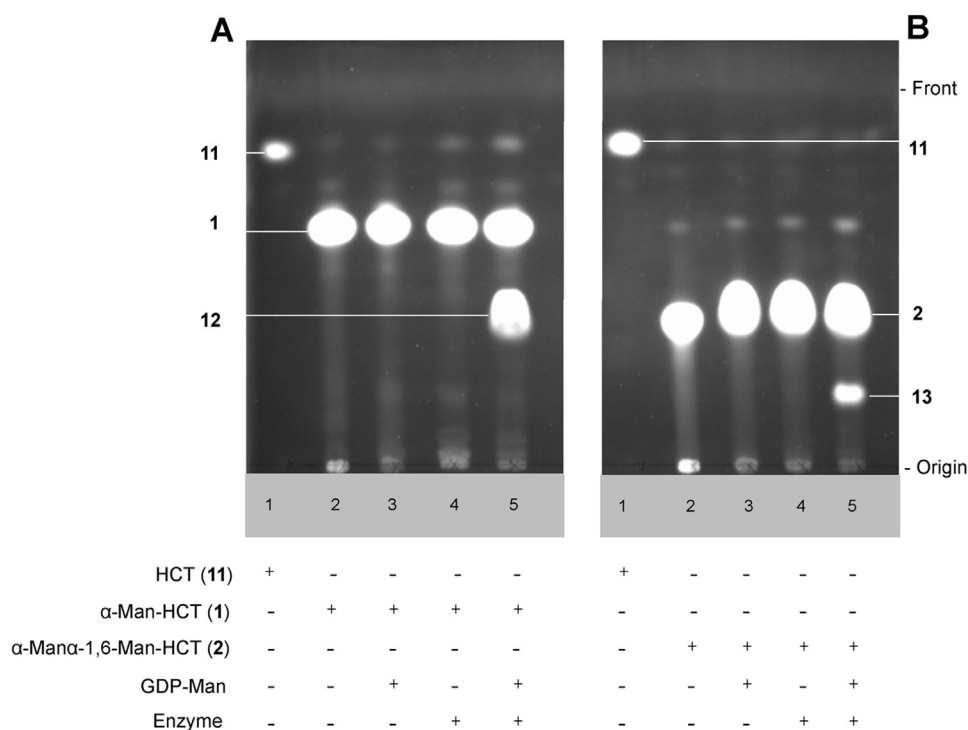 A B
- Front
11 11
1
12 2
13
- Origin
1 2 3 4 5 1 2 3 4 5
HCT (11) + - - - - + - - - -
α-Man-HCT (1) - + + + + - - - - -
α-Manα-1,6-Man-HCT (2) - - - - - - + + + +
GDP-Man - - + - + - - + - +
Enzyme - - - + + - - - + +